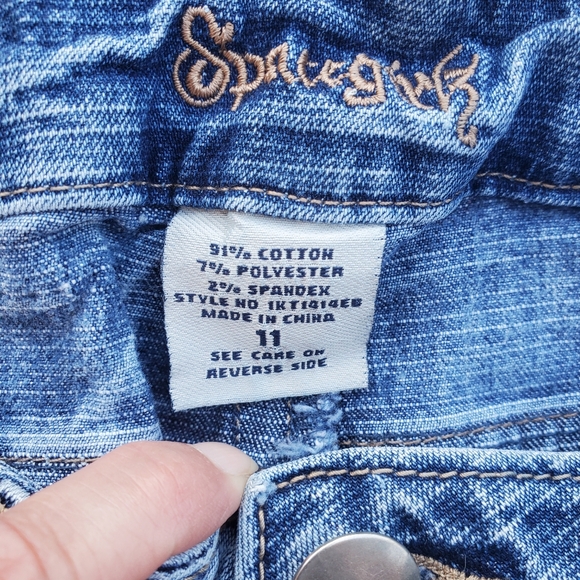 91% COTTON
7% POLYESTER
2% SPANDEX
STYLE NO 1KT1414EB
MADE IN CHINA
11
SEE CARE ON
REVERSE SIDE